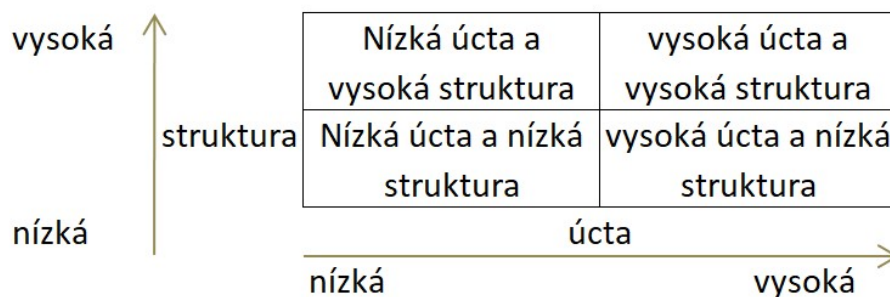 vysoká
Nízká úcta a
vysoká struktura
vysoká úcta a
vysoká struktura
struktura
Nízká úcta a nízká
struktura
vysoká úcta a nízká
struktura
nízká
úcta
nízká
vysoká